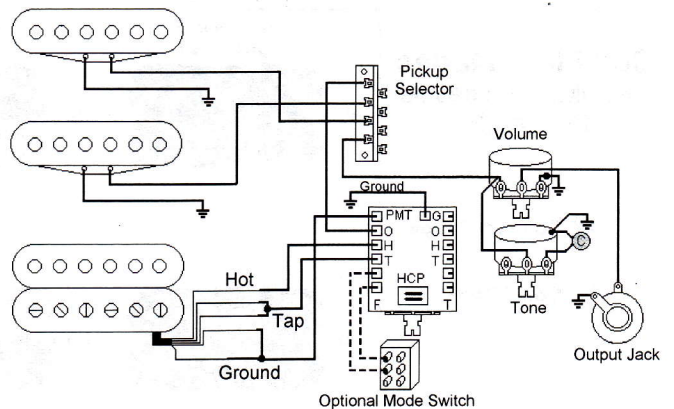 Pickup
Selector
Volume
Ground
PMT G
O O
H H
T T
HCP
F T
C
Hot
Tap
Ground
Tone
Output Jack
Optional Mode Switch